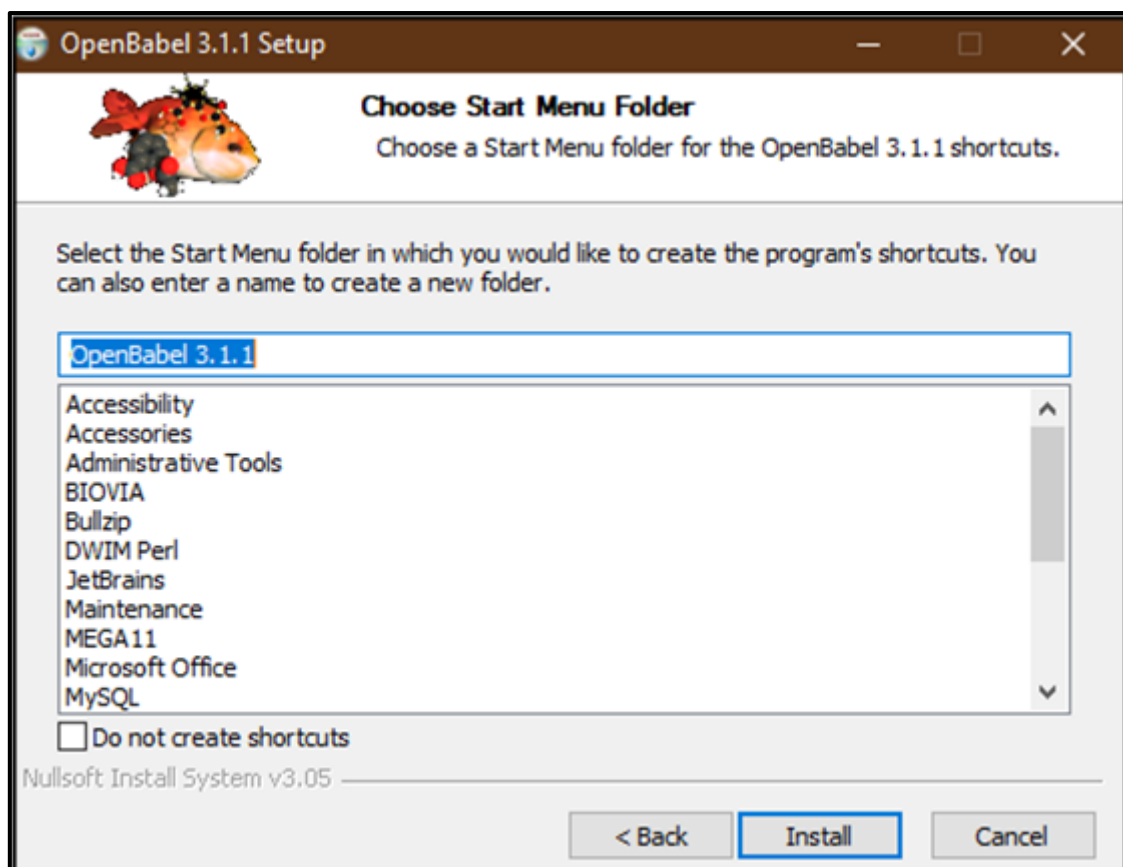 OpenBabel 3.1.1 Setup
Choose Start Menu Folder
Choose a Start Menu folder for the OpenBabel 3.1.1 shortcuts.
Select the Start Menu folder in which you would like to create the program's shortcuts. You
can also enter a name to create a new folder.
OpenBabel 3.1.1
Accessibility
Accessories
Administrative Tools
BIOVIA
Bullzip
DWIM Perl
JetBrains
Maintenance
MEGA11
Microsoft Office
MySQL
Do not create shortcuts
Nullsoft Install System v3.05
< Back Install Cancel